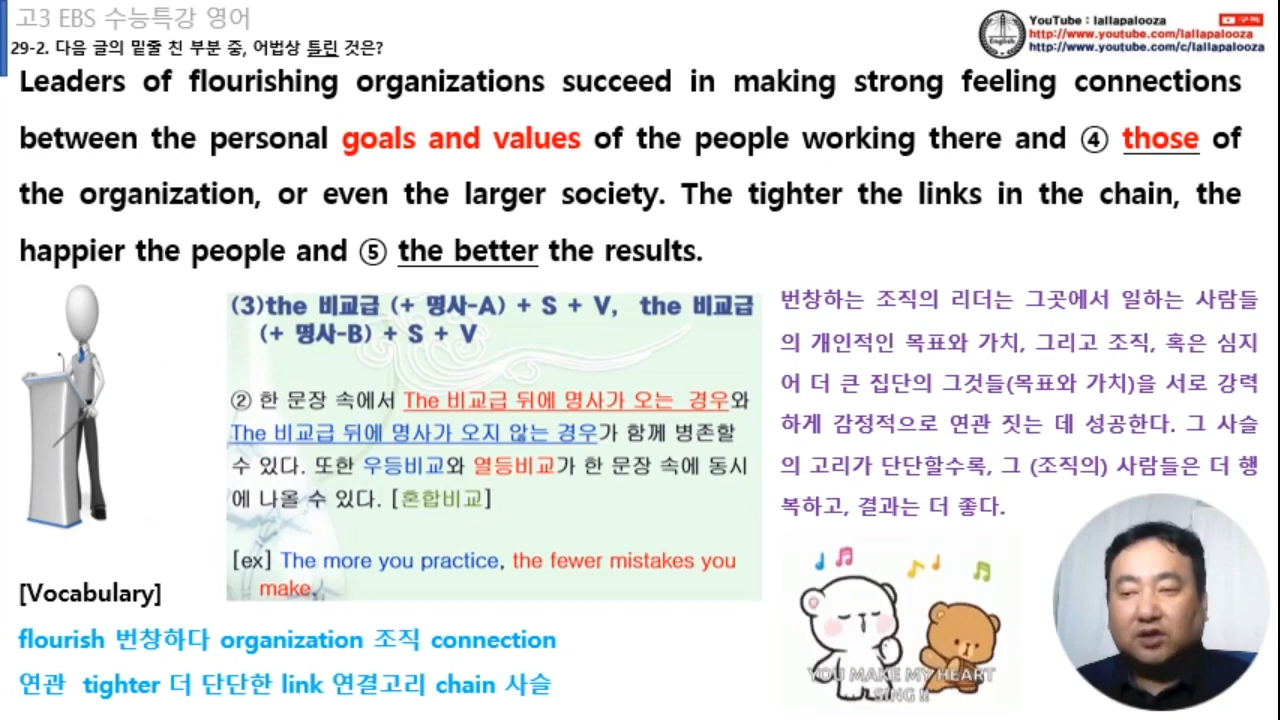 고3 EBS 수능특강 영어
29-2. 다음 글의 밑줄 친 부분 중, 어법상 틀린 것은?
YouTube : lallapalooza
구독
http://www.youtube.com/lallapalooza
http://www.youtube.com/c/lallapalooza
English
Leaders of flourishing organizations succeed in making strong feeling connections
between the personal goals and values of the people working there and ④ those of
the organization, or even the larger society. The tighter the links in the chain, the
happier the people and ⑤ the better the results.
(3)the 비교급 (+ 명사-A) + S + V, the 비교급
(+ 명사-B) + S + V
② 한 문장 속에서 The 비교급 뒤에 명사가 오는 경우와
The 비교급 뒤에 명사가 오지 않는 경우가 함께 병존할
수 있다. 또한 우등비교와 열등비교가 한 문장 속에 동시
에 나올 수 있다. [혼합비교]
[ex] The more you practice, the fewer mistakes you
make.
번창하는 조직의 리더는 그곳에서 일하는 사람들
의 개인적인 목표와 가치, 그리고 조직, 혹은 심지
어 더 큰 집단의 그것들(목표와 가치)을 서로 강력
하게 감정적으로 연관 짓는 데 성공한다. 그 사슬
의 고리가 단단할수록, 그 (조직의) 사람들은 더 행
복하고, 결과는 더 좋다.
[Vocabulary]
flourish 번창하다 organization 조직 connection
연관 tighter 더 단단한 link 연결고리 chain 사슬
YOU MAKE MY HEART
SING !!